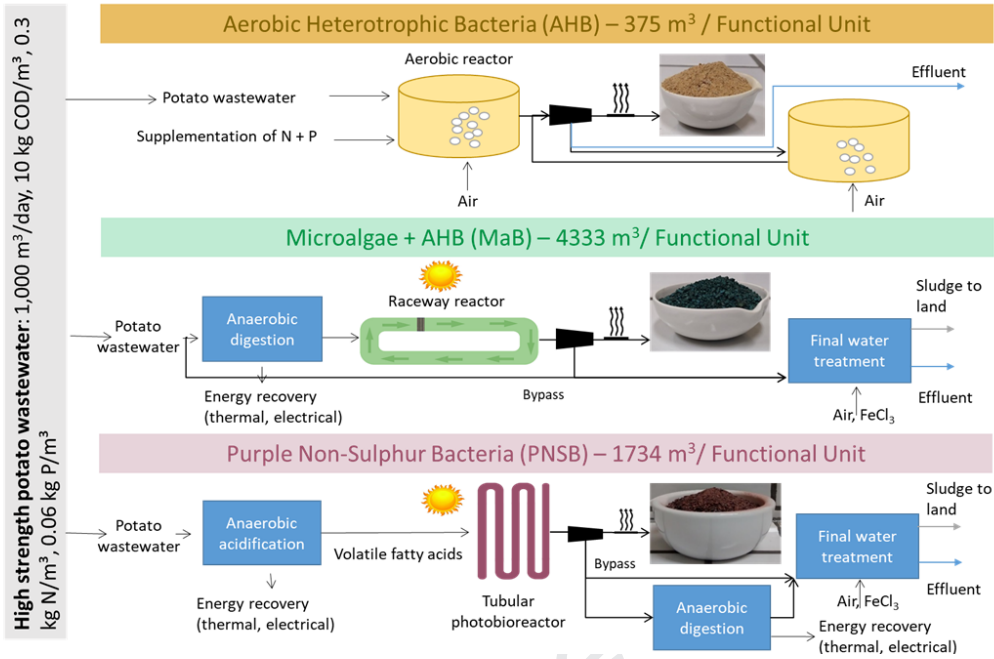 High strength potato wastewater: 1,000 m³/day, 10 kg COD/m³, 0.3
kg N/m³, 0.06 kg P/m³
Aerobic Heterotrophic Bacteria (AHB) – 375 m³ / Functional Unit
Aerobic reactor
Effluent
Potato wastewater
Supplementation of N + P
Air
Air
Microalgae + AHB (MaB) – 4333 m³/ Functional Unit
Raceway reactor
Sludge to
land
Potato
wastewater
Anaerobic
digestion
Final water
treatment
Energy recovery
(thermal, electrical)
Bypass
Effluent
Air, FeCl₃
Purple Non-Sulphur Bacteria (PNSB) – 1734 m³/ Functional Unit
Sludge to
land
Potato
wastewater
Anaerobic
acidification
Volatile fatty acids
Final water
treatment
Bypass
Effluent
Energy recovery
(thermal, electrical)
Tubular
photobioreactor
Anaerobic
digestion
Air, FeCl₃
Energy recovery
(thermal, electrical)